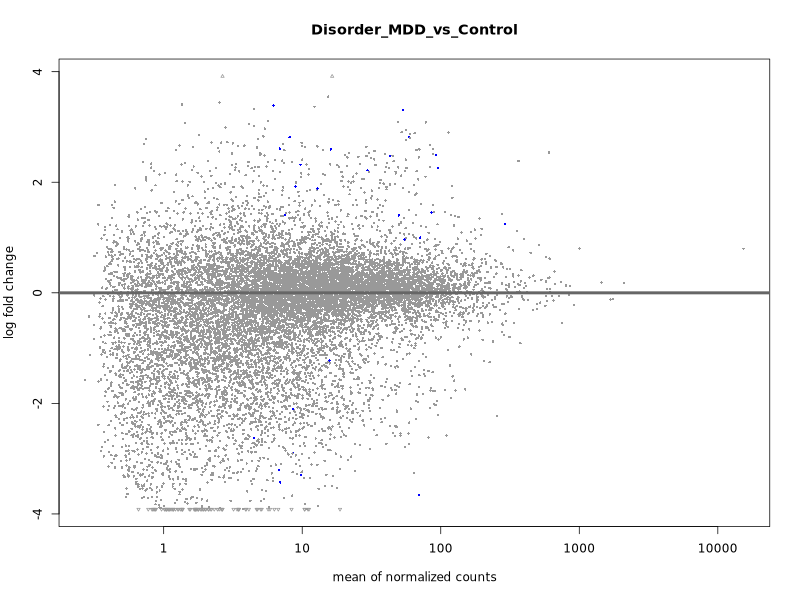 Disorder_MDD_vs_Control
4
2
0
-2
-4
log fold change
1 10 100 1000 10000
mean of normalized counts